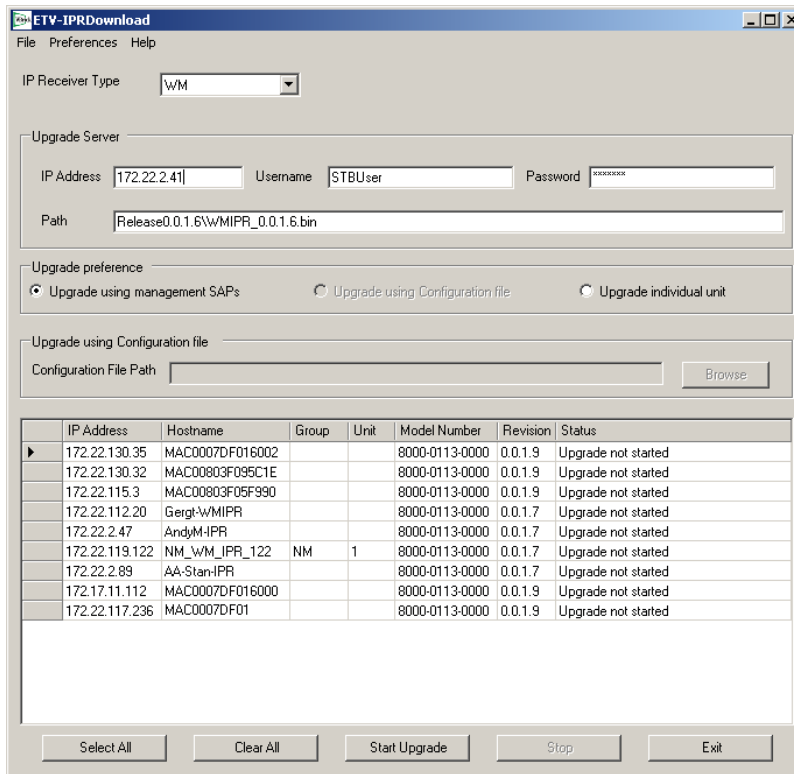 ETV-IPRDownload
File Preferences Help
IP Receiver Type WM
Upgrade Server
IP Address 172.22.2.41 Username STBUser Password xxxxxxx
Path Release0.0.1.6\WMIPR_0.0.1.6.bin
Upgrade preference
Upgrade using management SAPs Upgrade using Configuration file Upgrade individual unit
Upgrade using Configuration file
Configuration File Path Browse
IP Address Hostname Group Unit Model Number Revision Status
172.22.130.35 MAC0007DF016002 8000-0113-0000 0.0.1.9 Upgrade not started
172.22.130.32 MAC00803F095C1E 8000-0113-0000 0.0.1.9 Upgrade not started
172.22.115.3 MAC00803F05F990 8000-0113-0000 0.0.1.9 Upgrade not started
172.22.112.20 Gergt-WMIPR 8000-0113-0000 0.0.1.7 Upgrade not started
172.22.2.47 AndyM-IPR 8000-0113-0000 0.0.1.7 Upgrade not started
172.22.119.122 NM_WM_IPR_122 NM 1 8000-0113-0000 0.0.1.7 Upgrade not started
172.22.2.89 AA-Stan-IPR 8000-0113-0000 0.0.1.7 Upgrade not started
172.17.11.112 MAC0007DF016000 8000-0113-0000 0.0.1.9 Upgrade not started
172.22.117.236 MAC0007DF01 8000-0113-0000 0.0.1.9 Upgrade not started
Select All Clear All Start Upgrade Stop Exit